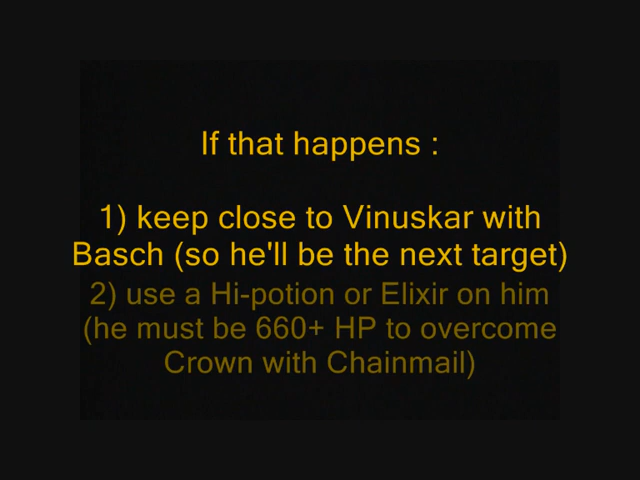 If that happens :
1) keep close to Vinuskar with
Basch (so he'll be the next target)
2) use a Hi-potion or Elixir on him
(he must be 660+ HP to overcome
Crown with Chainmail)